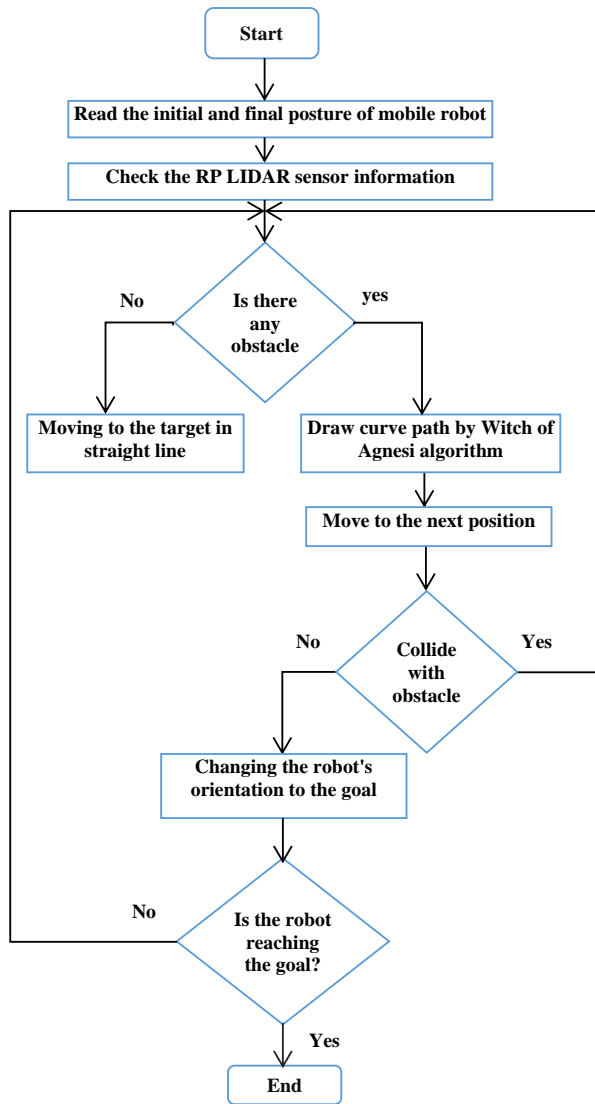 Start
Read the initial and final posture of mobile robot
Check the RP LIDAR sensor information
No
Is there
any
obstacle
yes
Moving to the target in
straight line
Draw curve path by Witch of
Agnesi algorithm
Move to the next position
No
Collide
with
obstacle
Yes
Changing the robot's
orientation to the goal
No
Is the robot
reaching
the goal?
Yes
End